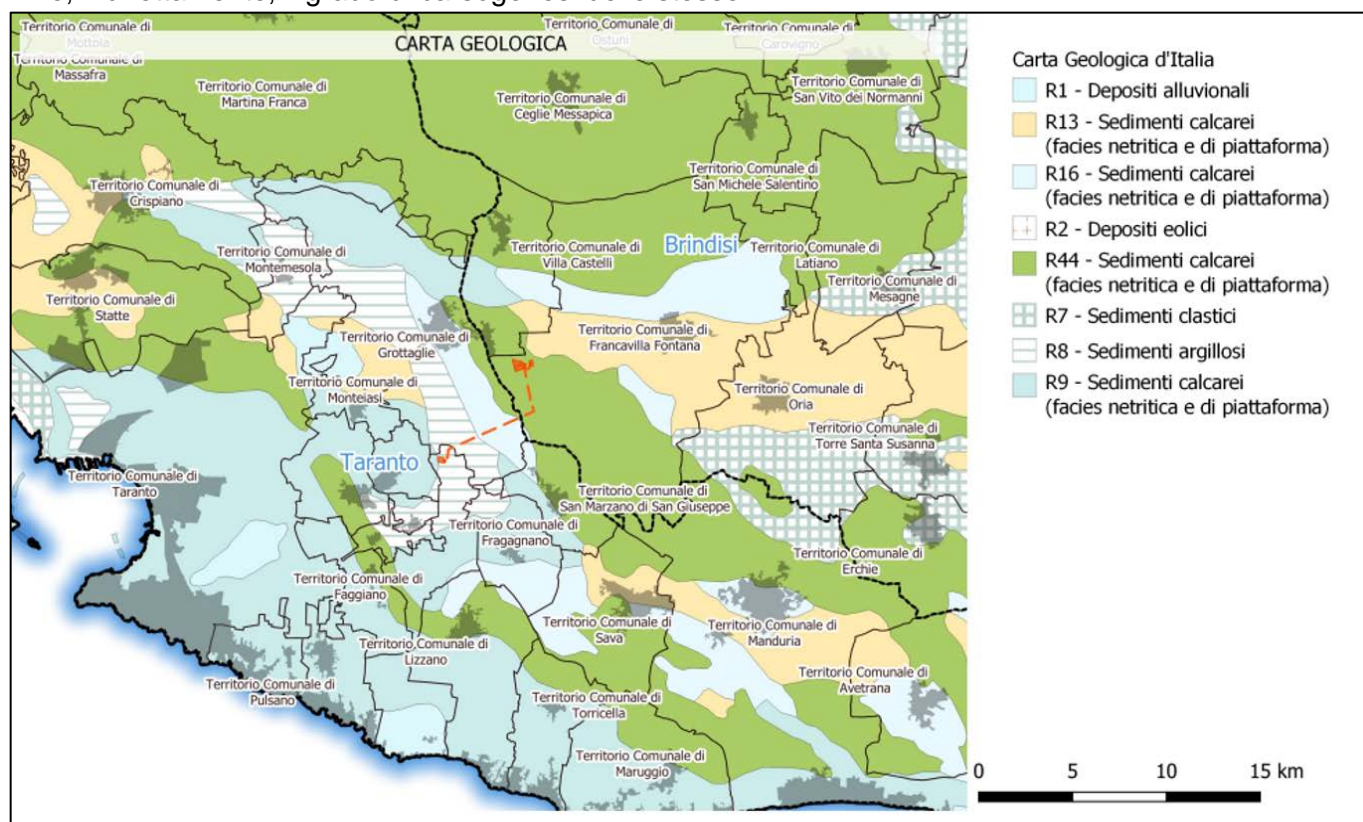 CARTA GEOLOGICA
Territorio Comunale di
Mottola
Territorio Comunale di
Massafra
Territorio Comunale di
Martina Franca
Territorio Comunale di
Ostuni
Territorio Comunale di
Carovigno
Territorio Comunale di
Ceglie Messapica
Territorio Comunale di
San Vito dei Normanni
Territorio Comunale di
Crispiano
Territorio Comunale di
San Michele Salentino
Territorio Comunale di
Montemesola
Territorio Comunale di
Villa Castelli
Brindisi
Territorio Comunale di
Latiano
Territorio Comunale di
Mesagne
Territorio Comunale di
Statte
Territorio Comunale di
Grottaglie
Territorio Comunale di
Francavilla Fontana
Territorio Comunale di
Monteiasi
Territorio Comunale di
Oria
Territorio Comunale di
Torre Santa Susanna
Taranto
Territorio Comunale di
Taranto
Territorio Comunale di
San Marzano di San Giuseppe
Territorio Comunale di
Fragagnano
Territorio Comunale di
Erchie
Territorio Comunale di
Faggiano
Territorio Comunale di
Sava
Territorio Comunale di
Manduria
Territorio Comunale di
Lizzano
Territorio Comunale di
Avetrana
Territorio Comunale di
Pulsano
Territorio Comunale di
Torricella
Territorio Comunale di
Maruggio
Carta Geologica d'Italia
R1 - Depositi alluvionali
R13 - Sedimenti calcarei
(facies netritica e di piattaforma)
R16 - Sedimenti calcarei
(facies netritica e di piattaforma)
R2 - Depositi eolici
R44 - Sedimenti calcarei
(facies netritica e di piattaforma)
R7 - Sedimenti clastici
R8 - Sedimenti argillosi
R9 - Sedimenti calcarei
(facies netritica e di piattaforma)
0 5 10 15 km